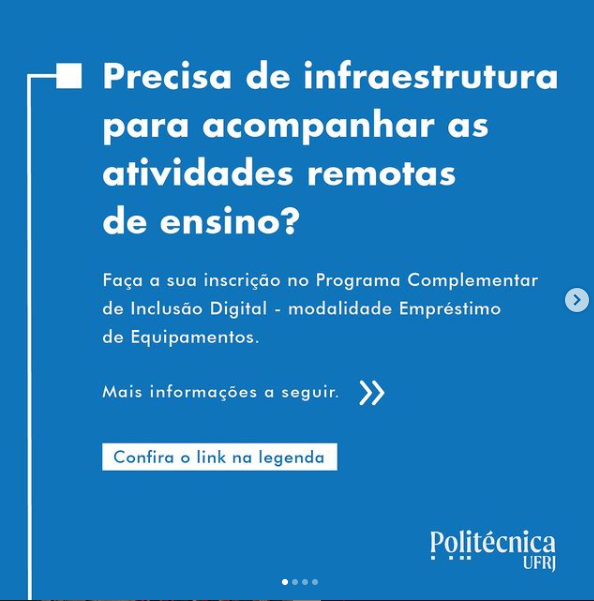 Precisa de infraestrutura
para acompanhar as
atividades remotas
de ensino?
Faça a sua inscrição no Programa Complementar
de Inclusão Digital - modalidade Empréstimo
de Equipamentos.
Mais informações a seguir.
Confira o link na legenda
Politécnica
UFRJ